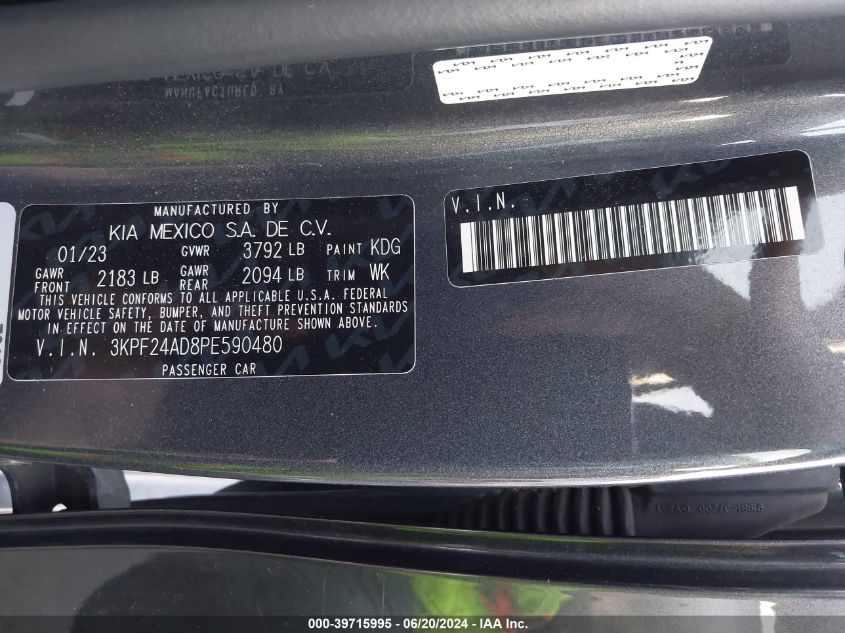 MANUFACTURED BY
KIA MEXICO S.A. DE C.V.
01/23 GVWR 3792 LB PAINT KDG
GAWR FRONT 2183 LB GAWR REAR 2094 LB TRIM WK
THIS VEHICLE CONFORMS TO ALL APPLICABLE U.S.A. FEDERAL
MOTOR VEHICLE SAFETY, BUMPER, AND THEFT PREVENTION STANDARDS
IN EFFECT ON THE DATE OF MANUFACTURE SHOWN ABOVE.
V.I.N. 3KPF24AD8PE590480
PASSENGER CAR
V.I.N.
000-39715995 - 06/20/2024 - IAA Inc.